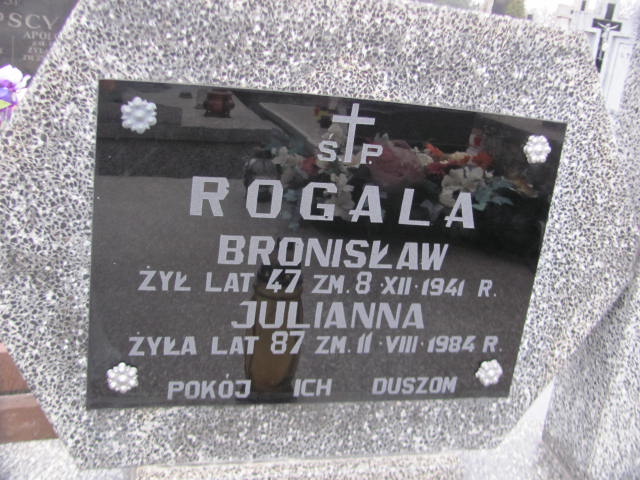 Ś.P.
ROGALA
BRONISŁAW
ŻYŁ LAT 47 ZM. 8 · XII · 1941 R.
JULIANNA
ŻYŁA LAT 87 ZM. 11 · VIII · 1984 R.
POKÓJ ICH DUSZOM